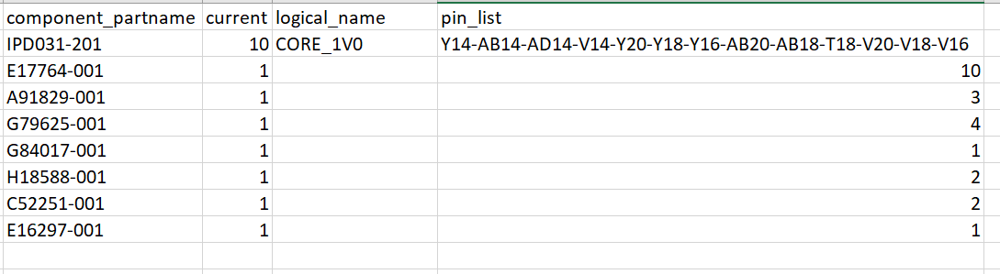 component_partname current logical_name pin_list
IPD031-201 10 CORE_1V0 Y14-AB14-AD14-V14-Y20-Y18-Y16-AB20-AB18-T18-V20-V18-V16
E17764-001 1 10
A91829-001 1 3
G79625-001 1 4
G84017-001 1 1
H18588-001 1 2
C52251-001 1 2
E16297-001 1 1